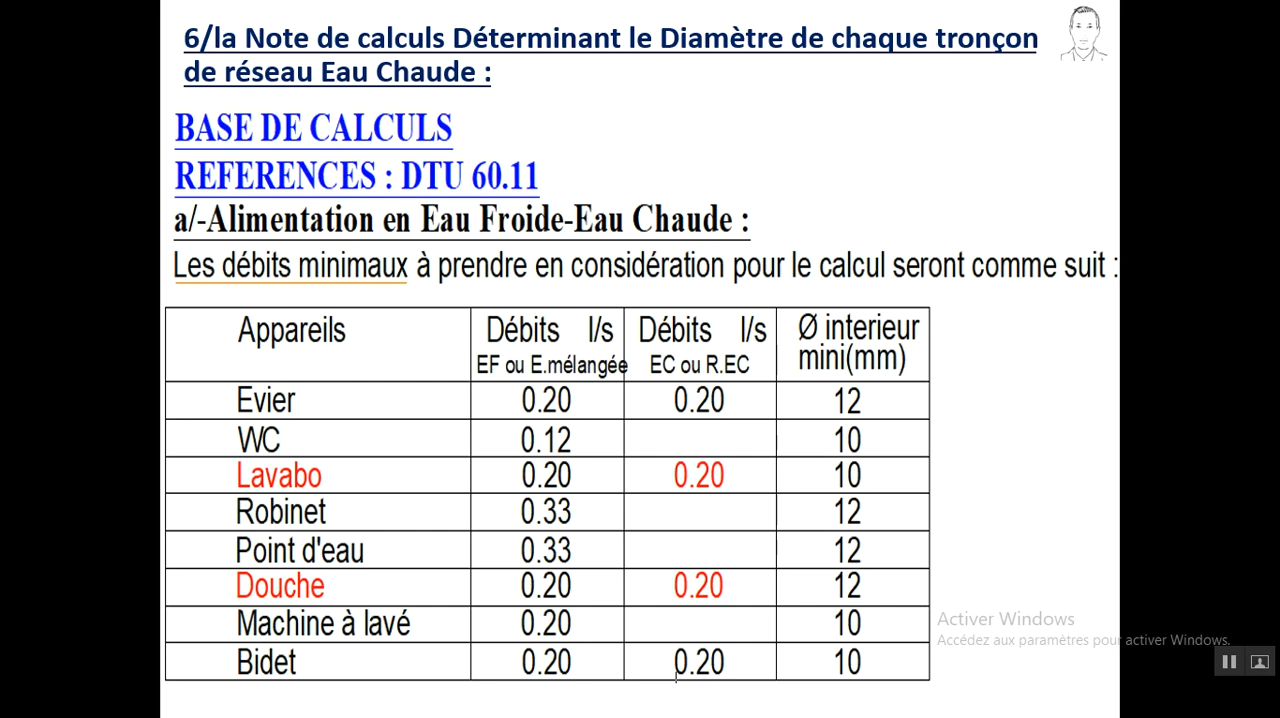 6/la Note de calculs Déterminant le Diamètre de chaque tronçon
de réseau Eau Chaude :
BASE DE CALCULS
REFERENCES : DTU 60.11
a/-Alimentation en Eau Froide-Eau Chaude :
Les débits minimaux à prendre en considération pour le calcul seront comme suit :
Appareils Débits l/s Débits l/s Ø interieur
EF ou E.mélangée EC ou R.EC mini(mm)
Evier 0.20 0.20 12
WC 0.12 10
Lavabo 0.20 0.20 10
Robinet 0.33 12
Point d'eau 0.33 12
Douche 0.20 0.20 12
Machine à lavé 0.20 10
Bidet 0.20 0.20 10
Activer Windows
Accédez aux paramètres pour activer Windows.